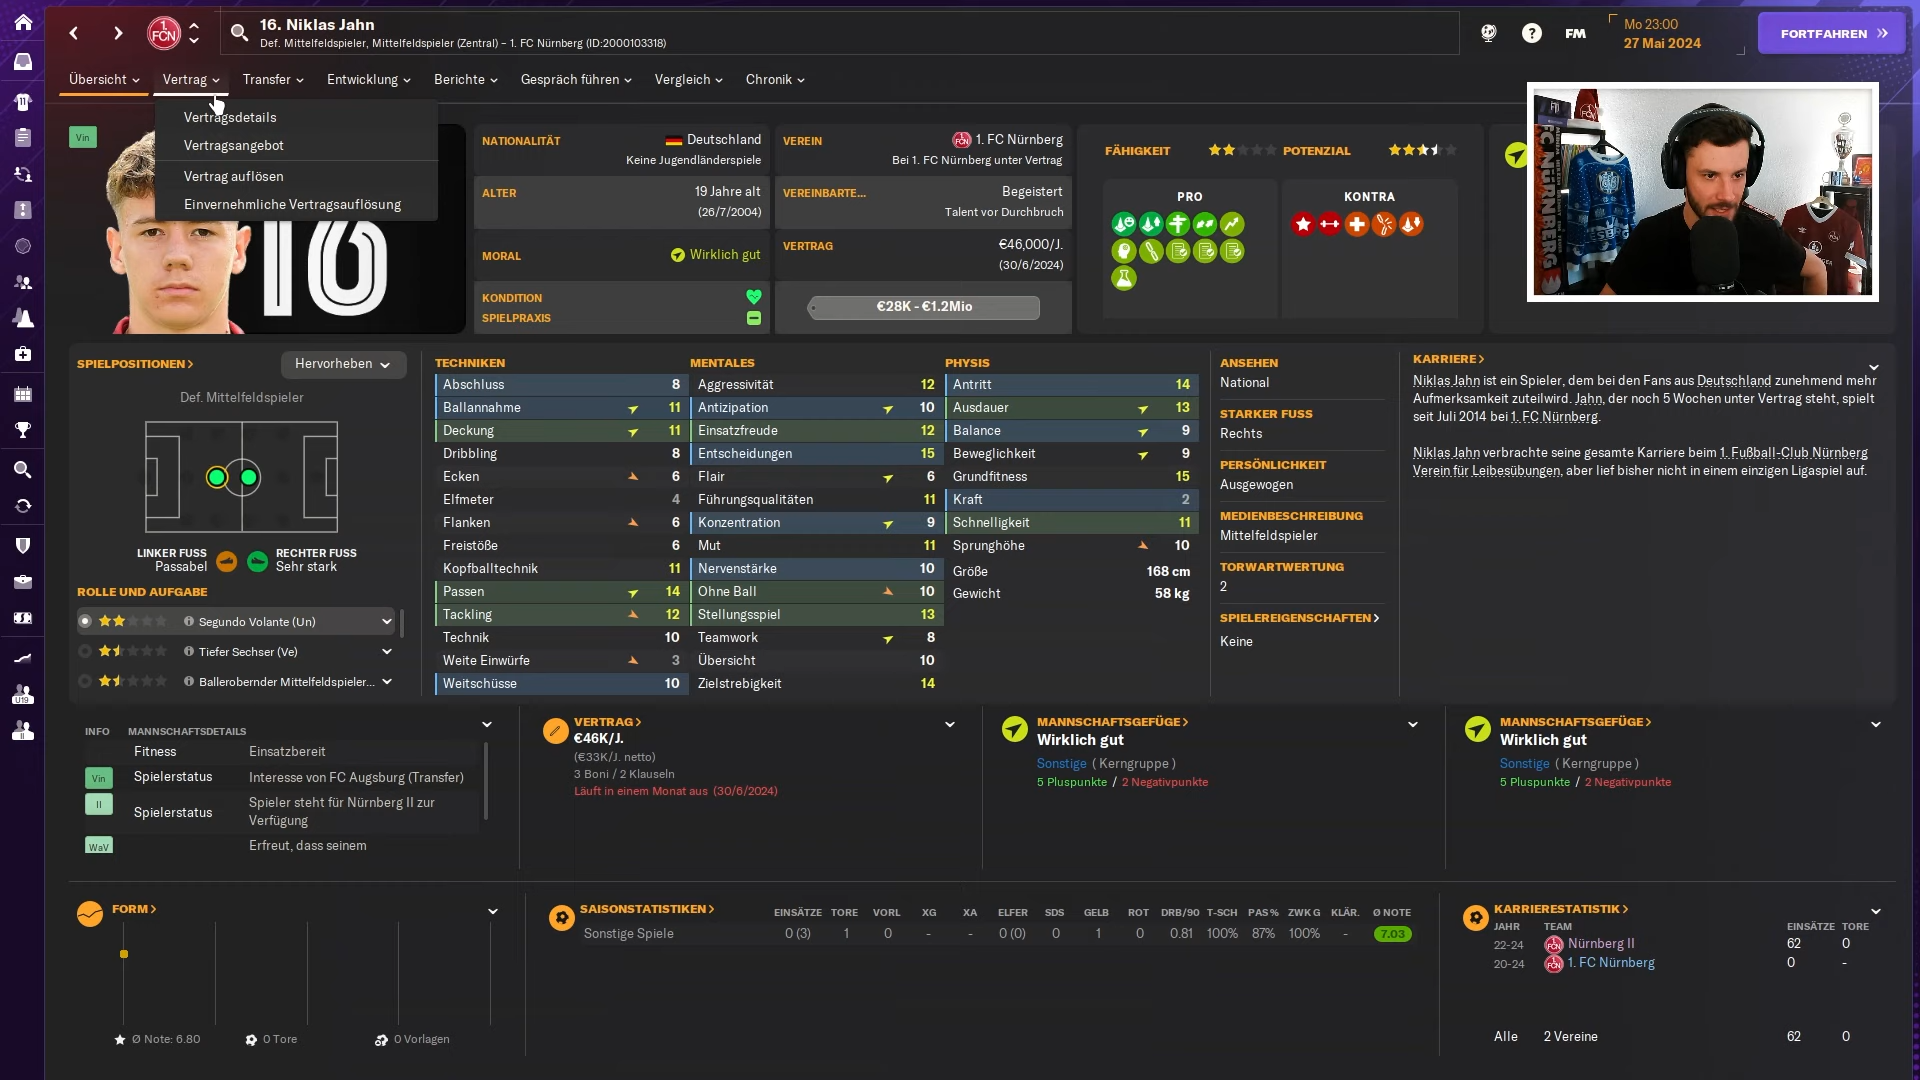 16. Niklas Jahn
Def. Mittelfeldspieler, Mittelfeldspieler (Zentral) – 1. FC Nürnberg (ID:2000103318)
FM
Mo 23:00
27 Mai 2024
FORTFAHREN
Übersicht
Vertrag
Transfer
Entwicklung
Berichte
Gespräch führen
Vergleich
Chronik
Vertragsdetails
Vertragsangebot
Vertrag auflösen
Einvernehmliche Vertragsauflösung
Vin
16
NATIONALITÄT
Deutschland
Keine Jugendländerspiele
ALTER
19 Jahre alt
(26/7/2004)
MORAL
Wirklich gut
KONDITION
SPIELPRAXIS
VEREIN
1. FC Nürnberg
Bei 1. FC Nürnberg unter Vertrag
VEREINBARTE...
Begeistert
Talent vor Durchbruch
VERTRAG
€46,000/J.
(30/6/2024)
€28K - €1.2Mio
FÄHIGKEIT
POTENZIAL
PRO
KONTRA
SPIELPOSITIONEN
Hervorheben
Def. Mittelfeldspieler
LINKER FUSS
Passabel
RECHTER FUSS
Sehr stark
ROLLE UND AUFGABE
Segundo Volante (Un)
Tiefer Sechser (Ve)
Ballerobernder Mittelfeldspieler...
TECHNIKEN
Abschluss 8
Ballannahme 11
Deckung 11
Dribbling 8
Ecken 6
Elfmeter 4
Flanken 6
Freistöße 6
Kopfballtechnik 11
Passen 14
Tackling 12
Technik 10
Weite Einwürfe 3
Weitschüsse 10
MENTALES
Aggressivität 12
Antizipation 10
Einsatzfreude 12
Entscheidungen 15
Flair 6
Führungsqualitäten 11
Konzentration 9
Mut 11
Nervenstärke 10
Ohne Ball 10
Stellungsspiel 13
Teamwork 8
Übersicht 10
Zielstrebigkeit 14
PHYSIS
Antritt 14
Ausdauer 13
Balance 9
Beweglichkeit 9
Grundfitness 15
Kraft 2
Schnelligkeit 11
Sprunghöhe 10
Größe 168 cm
Gewicht 58 kg
ANSEHEN
National
STARKER FUSS
Rechts
PERSÖNLICHKEIT
Ausgewogen
MEDIENBESCHREIBUNG
Mittelfeldspieler
TORWARTWERTUNG
2
SPIELEREIGENSCHAFTEN
Keine
KARRIERE
Niklas Jahn ist ein Spieler, dem bei den Fans aus Deutschland zunehmend mehr
Aufmerksamkeit zuteilwird. Jahn, der noch 5 Wochen unter Vertrag steht, spielt
seit Juli 2014 bei 1. FC Nürnberg.
Niklas Jahn verbrachte seine gesamte Karriere beim 1. Fußball-Club Nürnberg
Verein für Leibesübungen, aber lief bisher nicht in einem einzigen Ligaspiel auf.
INFO MANNSCHAFTSDETAILS
Fitness Einsatzbereit
Vin Spielerstatus Interesse von FC Augsburg (Transfer)
II Spielerstatus Spieler steht für Nürnberg II zur
Verfügung
WaV Erfreut, dass seinem
VERTRAG
€46K/J.
(€33K/J. netto)
3 Boni / 2 Klauseln
Läuft in einem Monat aus (30/6/2024)
MANNSCHAFTSGEFÜGE
Wirklich gut
Sonstige ( Kerngruppe )
5 Pluspunkte / 2 Negativpunkte
MANNSCHAFTSGEFÜGE
Wirklich gut
Sonstige ( Kerngruppe )
5 Pluspunkte / 2 Negativpunkte
FORM
Ø Note: 6.80
0 Tore
0 Vorlagen
SAISONSTATISTIKEN EINSÄTZE TORE VORL XG XA ELFER SDS GELB ROT DRB/90 T-SCH PAS% ZWK G KLÄR. Ø NOTE
Sonstige Spiele 0 (3) 1 0 - - 0 (0) 0 1 0 0.81 100% 87% 100% - 7.03
KARRIERESTATISTIK
JAHR TEAM EINSÄTZE TORE
22-24 Nürnberg II 62 0
20-24 1. FC Nürnberg 0 -
Alle 2 Vereine 62 0
U19
II